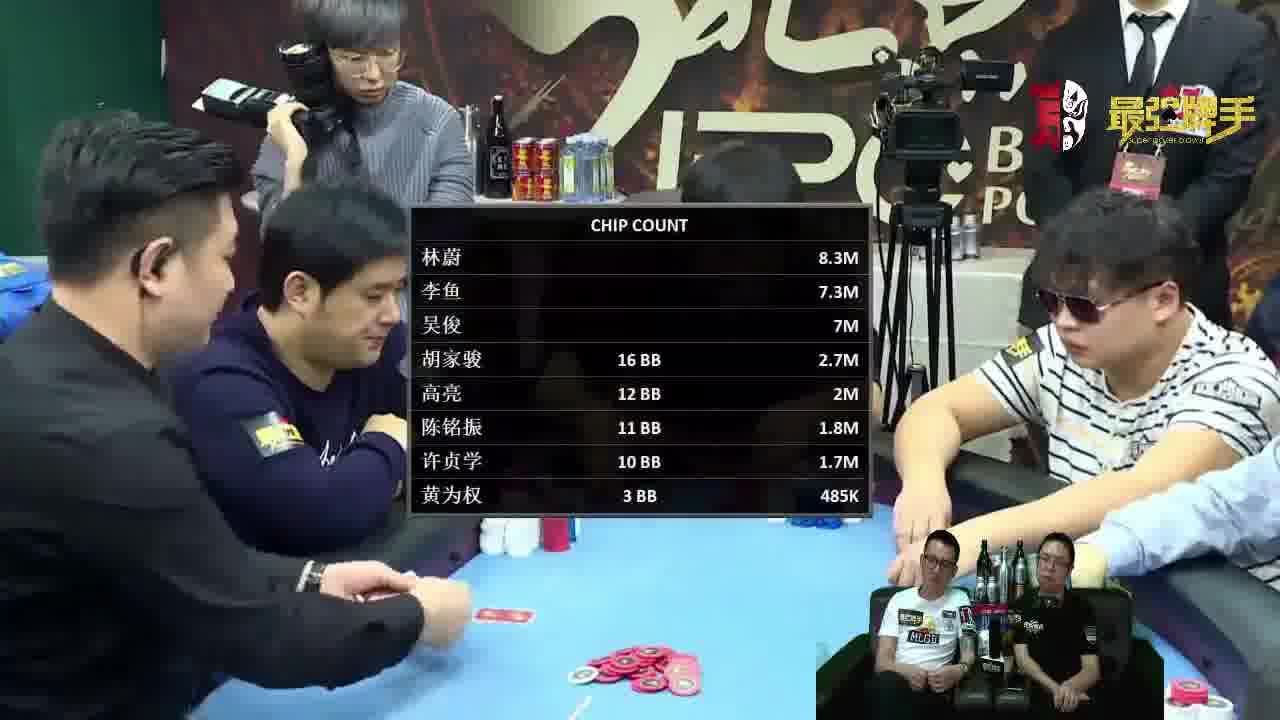 最强牌手
CHIP COUNT
林蔚 8.3M
李鱼 7.3M
吴俊 7M
胡家骏 16 BB 2.7M
高亮 12 BB 2M
陈铭振 11 BB 1.8M
许贞学 10 BB 1.7M
黄为权 3 BB 485K
MLGB